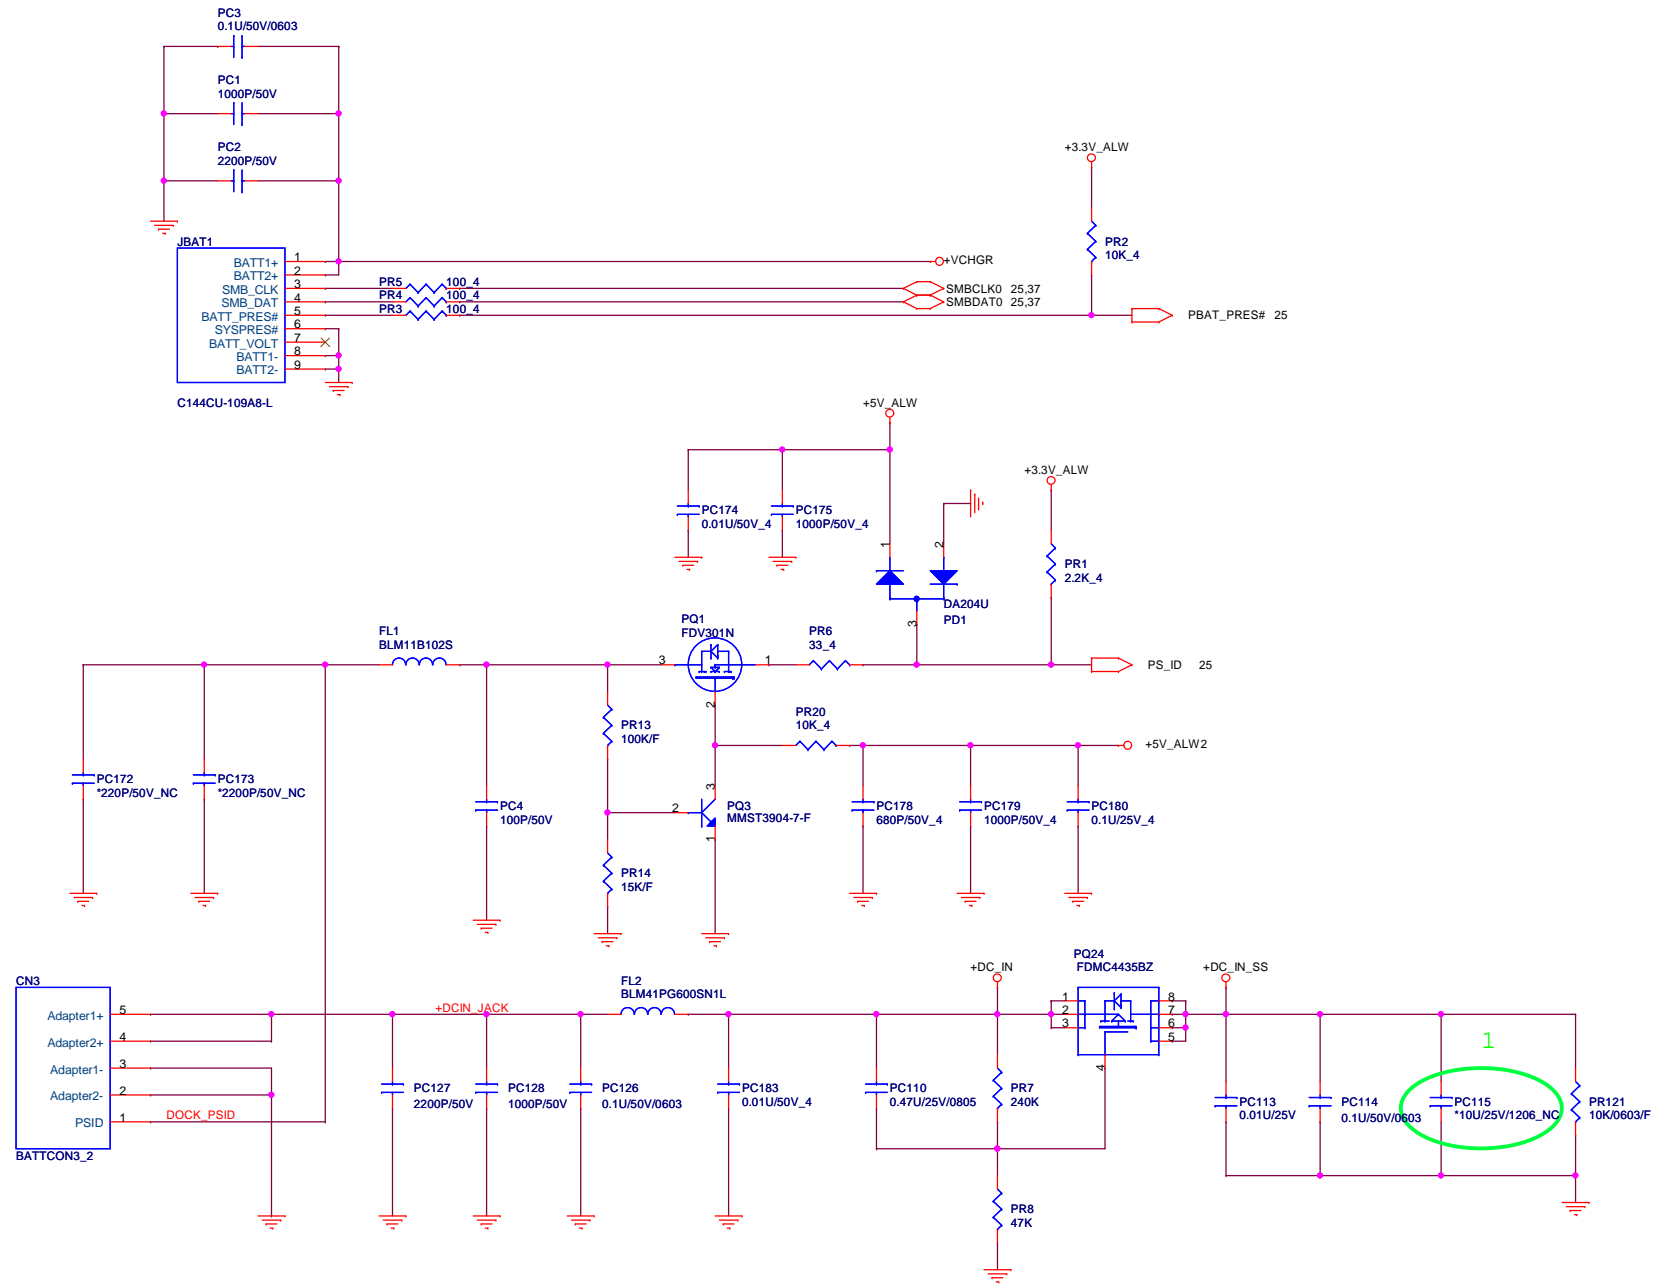 PC3
0.1U/50V/0603
PC1
1000P/50V
PC2
2200P/50V
+3.3V_ALW
PR2
10K_4
JBAT1
BATT1+ 1
BATT2+ 2
SMB_CLK 3
SMB_DAT 4
BATT_PRES# 5
SYSPRES# 6
BATT_VOLT 7
BATT1- 8
BATT2- 9
C144CU-109A8-L
PR5 100_4
PR4 100_4
PR3 100_4
+VCHGR
SMBCLK0 25,37
SMBDAT0 25,37
PBAT_PRES# 25
+5V_ALW
PC174
0.01U/50V_4
PC175
1000P/50V_4
1
2
3
DA204U
PD1
+3.3V_ALW
PR1
2.2K_4
FL1
BLM11B102S
PQ1
FDV301N
3
1
2
PR6
33_4
PS_ID 25
PR13
100K/F
PR20
10K_4
+5V_ALW2
PC172
*220P/50V_NC
PC173
*2200P/50V_NC
PC4
100P/50V
3
2
1
PQ3
MMST3904-7-F
PC178
680P/50V_4
PC179
1000P/50V_4
PC180
0.1U/25V_4
PR14
15K/F
CN3
Adapter1+ 5
Adapter2+ 4
Adapter1- 3
Adapter2- 2
PSID 1
BATTCON3_2
DOCK_PSID
+DCIN_JACK
FL2
BLM41PG600SN1L
+DC_IN
PQ24
FDMC4435BZ
1
2
3
8
7
6
5
4
+DC_IN_SS
1
PC127
2200P/50V
PC128
1000P/50V
PC126
0.1U/50V/0603
PC183
0.01U/50V_4
PC110
0.47U/25V/0805
PR7
240K
PC113
0.01U/25V
PC114
0.1U/50V/0603
PC115
*10U/25V/1206_NC
PR121
10K/0603/F
PR8
47K